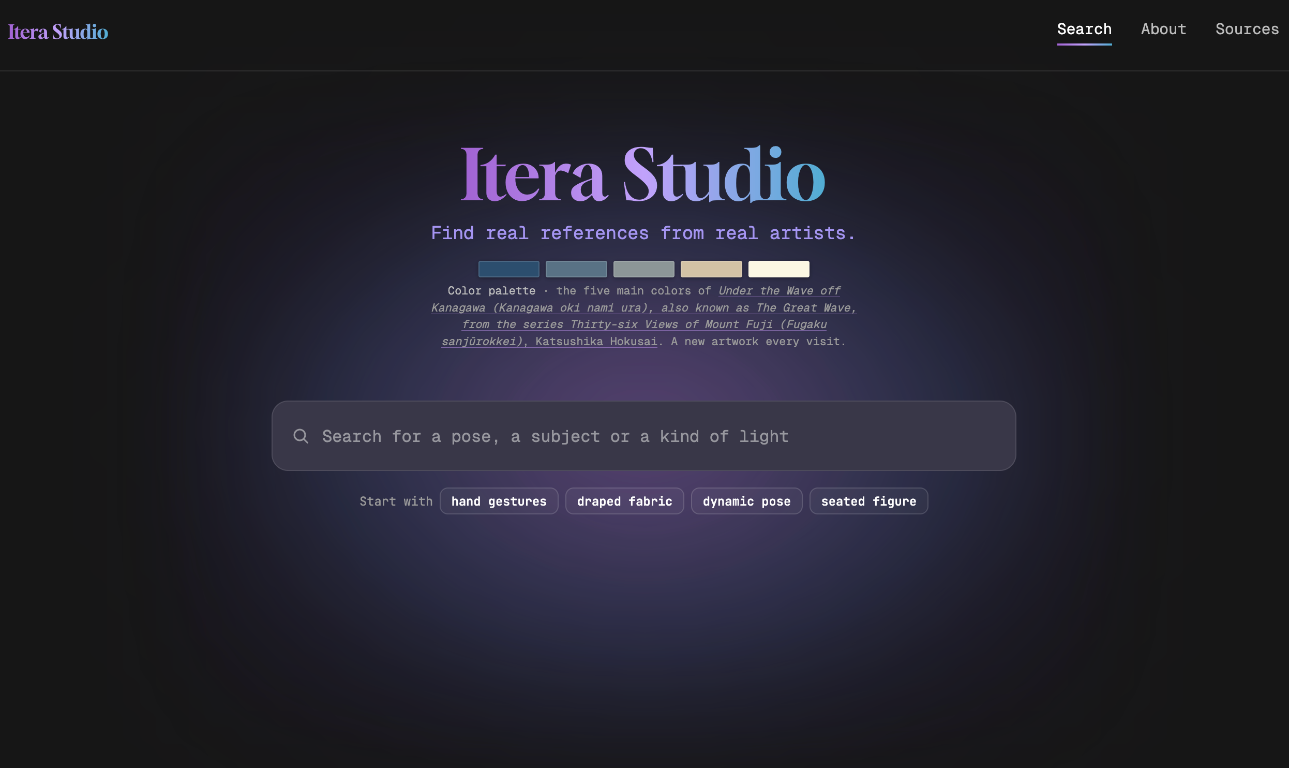 Itera Studio
Search About Sources
Itera Studio
Find real references from real artists.
Color palette · the five main colors of Under the Wave off
Kanagawa (Kanagawa oki nami ura), also known as The Great Wave,
from the series Thirty-six Views of Mount Fuji (Fugaku
sanjūrokkei), Katsushika Hokusai. A new artwork every visit.
Search for a pose, a subject or a kind of light
Start with hand gestures draped fabric dynamic pose seated figure